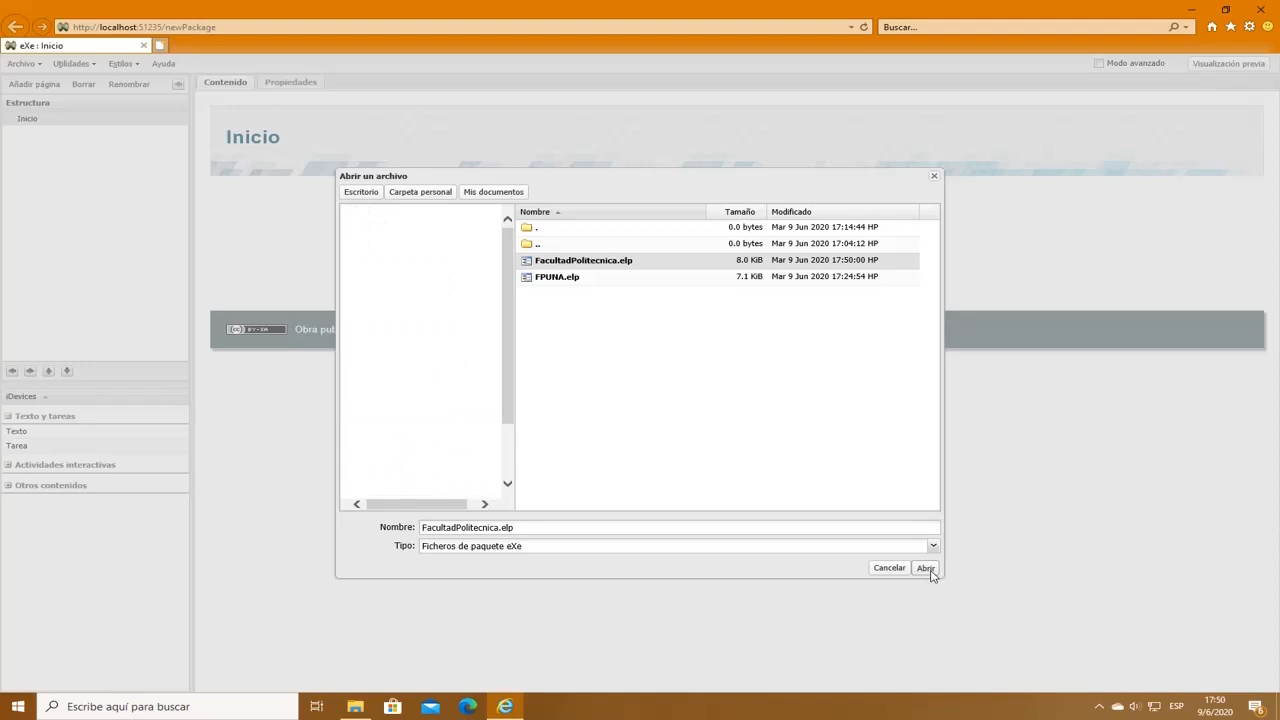 http://localhost:51235/newPackage
Buscar...
eXe : Inicio
Archivo Utilidades Estilos Ayuda
Modo avanzado
Visualización previa
Añadir página Borrar Renombrar
Contenido Propiedades
Estructura
Inicio
Inicio
Abrir un archivo
Escritorio Carpeta personal Mis documentos
Nombre Tamaño Modificado
. 0.0 bytes Mar 9 Jun 2020 17:14:44 HP
.. 0.0 bytes Mar 9 Jun 2020 17:04:12 HP
FacultadPolitecnica.elp 8.0 KiB Mar 9 Jun 2020 17:50:00 HP
FPUNA.elp 7.1 KiB Mar 9 Jun 2020 17:24:54 HP
(cc) BY-SA Obra pub
iDevices
Texto y tareas
Texto
Tarea
Actividades interactivas
Otros contenidos
Nombre: FacultadPolitecnica.elp
Tipo: Ficheros de paquete eXe
Cancelar Abrir
Escribe aquí para buscar
ESP
17:50
9/6/2020
6